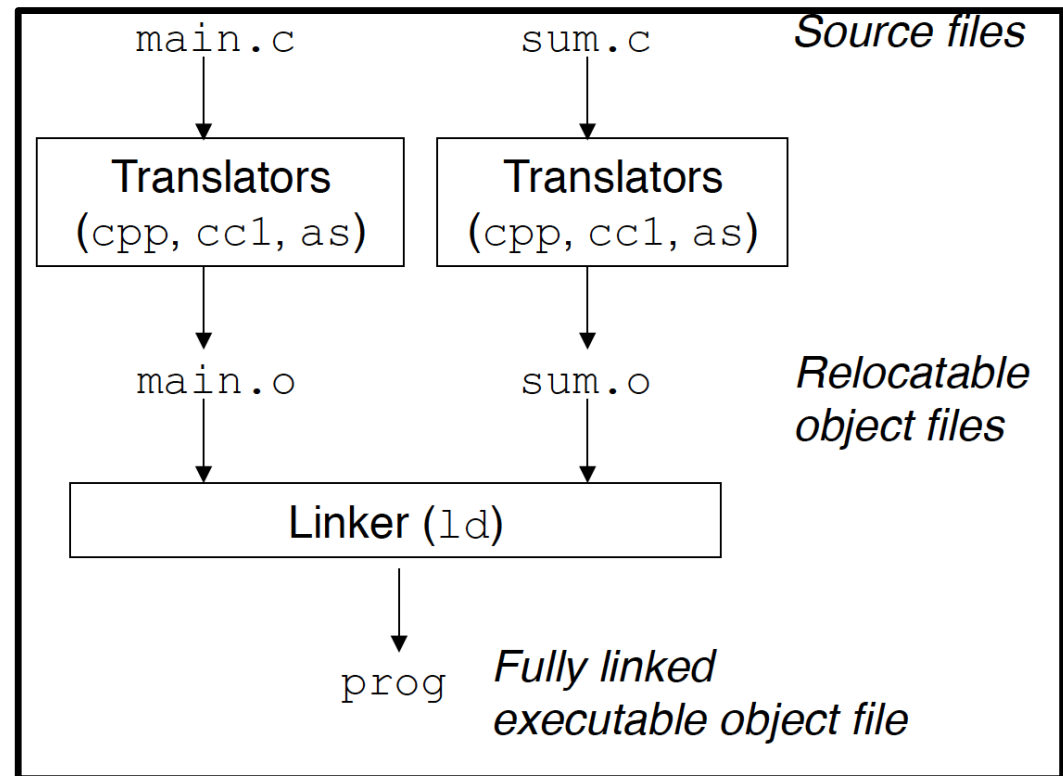 main.c sum.c Source files
Translators Translators
(cpp, cc1, as) (cpp, cc1, as)
main.o sum.o Relocatable
object files
Linker (ld)
prog Fully linked
executable object file